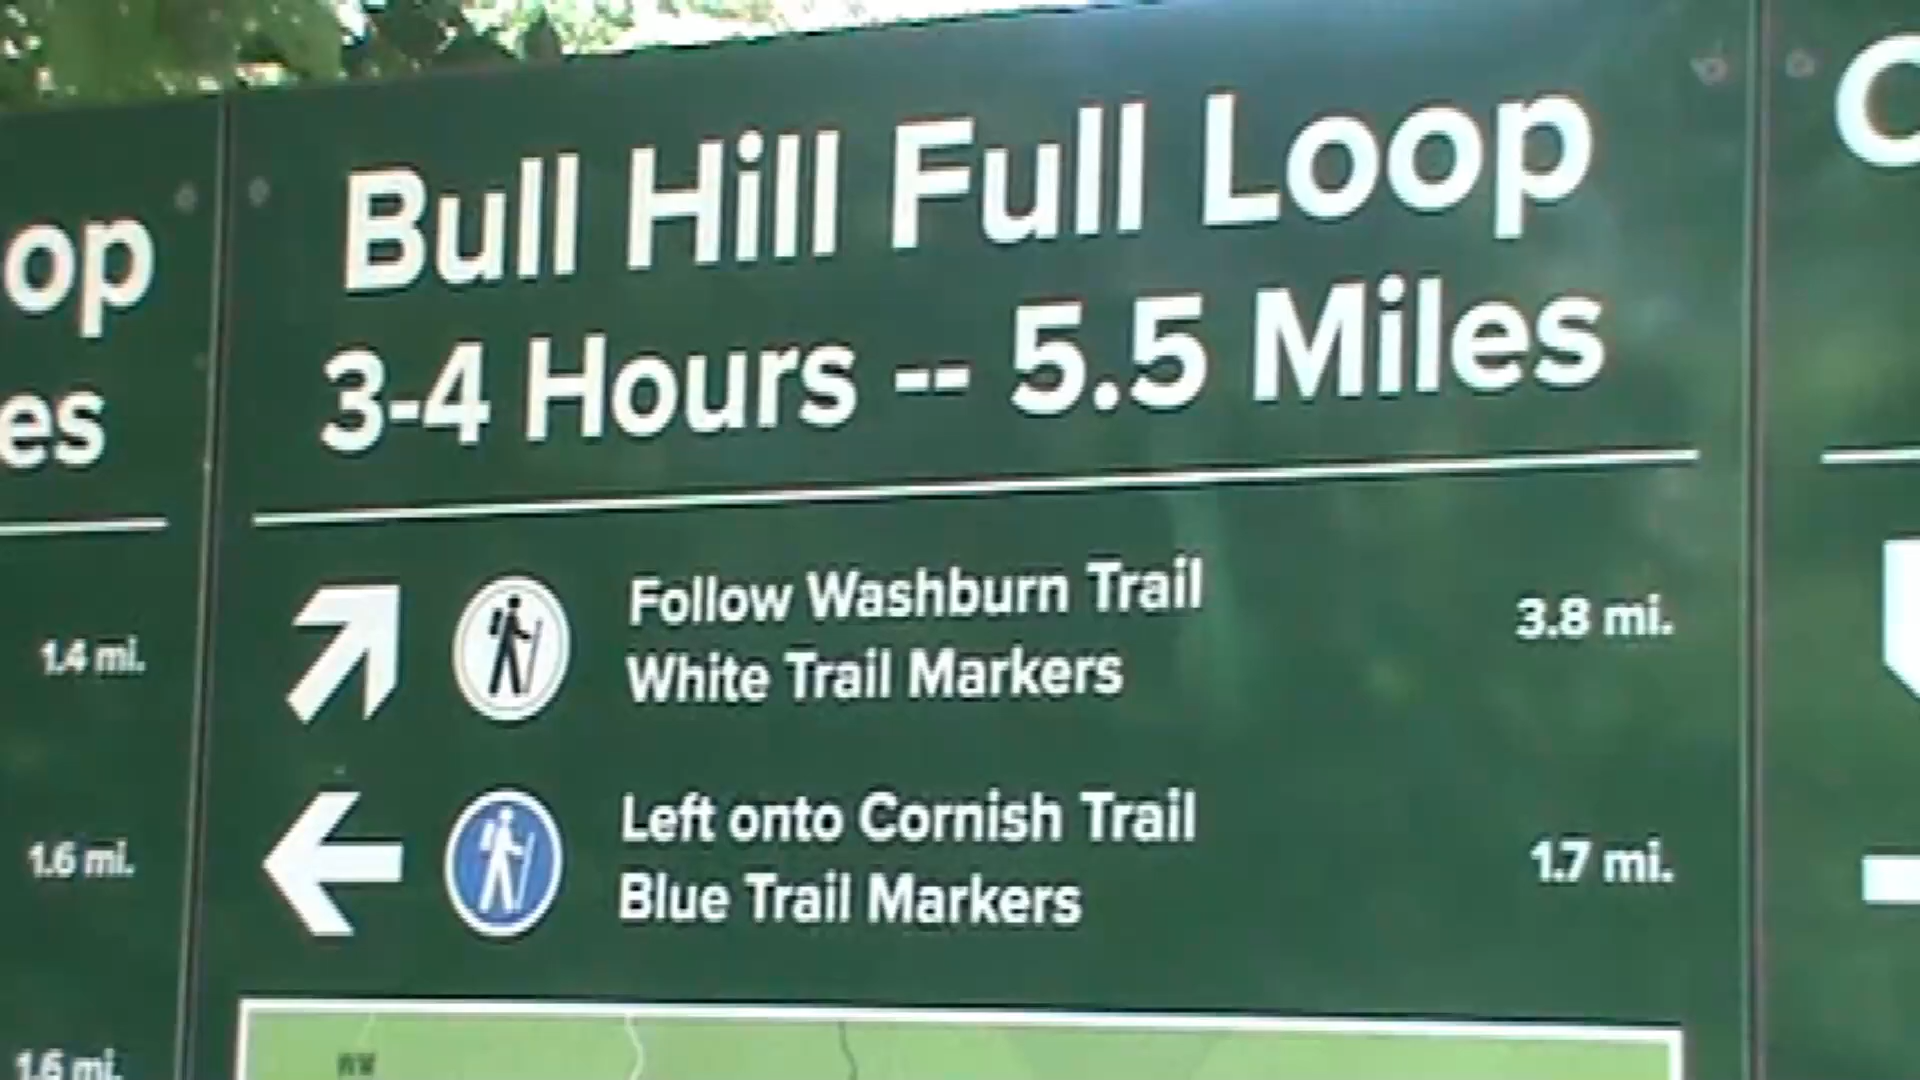 op
es
1.4 mi.
1.6 mi.
1.6 mi.
Bull Hill Full Loop
3-4 Hours -- 5.5 Miles
Follow Washburn Trail
White Trail Markers
3.8 mi.
Left onto Cornish Trail
Blue Trail Markers
1.7 mi.
C